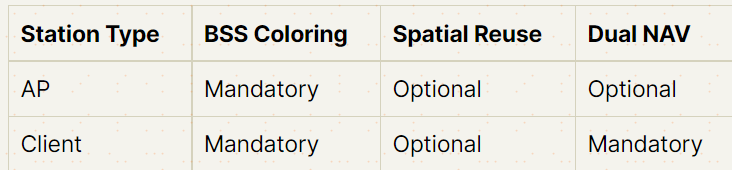 Station Type BSS Coloring Spatial Reuse Dual NAV
AP Mandatory Optional Optional
Client Mandatory Optional Mandatory